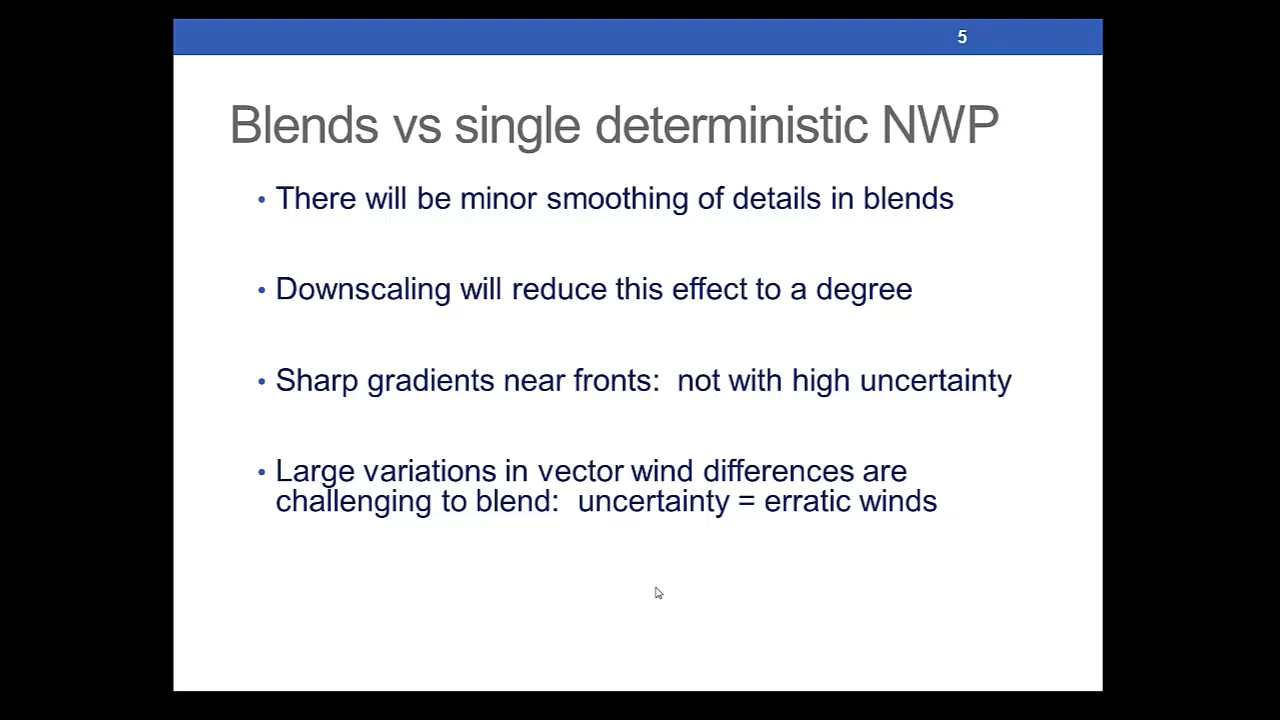 5
Blends vs single deterministic NWP
• There will be minor smoothing of details in blends
• Downscaling will reduce this effect to a degree
• Sharp gradients near fronts:  not with high uncertainty
• Large variations in vector wind differences are
challenging to blend:  uncertainty = erratic winds